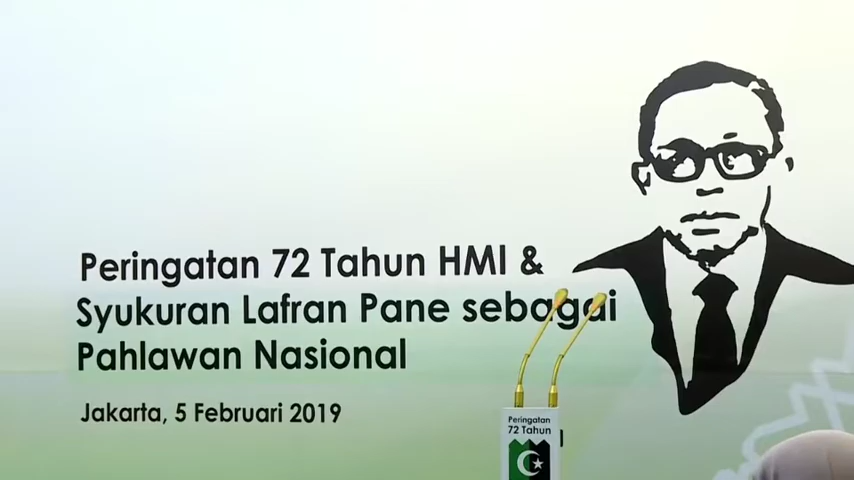 Peringatan 72 Tahun HMI &
Syukuran Lafran Pane sebagai
Pahlawan Nasional
Jakarta, 5 Februari 2019
Peringatan
72 Tahun